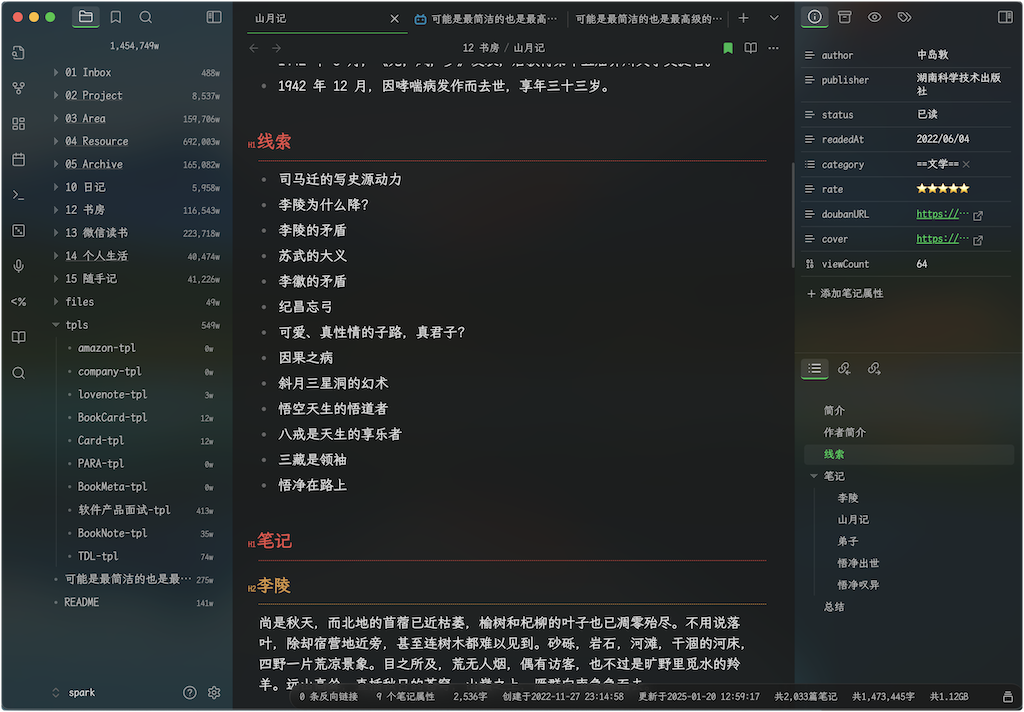 山月记
可能是最简洁的也是最高…
可能是最简洁的也是最高级的…
1,454,749w
01 Inbox 488w
02 Project 8,537w
03 Area 159,706w
04 Resource 692,003w
05 Archive 165,082w
10 日记 5,958w
12 书房 116,543w
13 微信读书 223,718w
14 个人生活 40,474w
15 随手记 41,226w
files 49w
tpls 549w
amazon-tpl 0w
company-tpl 0w
lovenote-tpl 3w
BookCard-tpl 12w
Card-tpl 12w
PARA-tpl 0w
BookMeta-tpl 0w
软件产品面试-tpl 413w
BookNote-tpl 35w
TDL-tpl 74w
可能是最简洁的也是最… 275w
README 141w
spark
12 书房 / 山月记
1942 年 12 月，因哮喘病发作而去世，享年三十三岁。
H1 线索
司马迁的写史源动力
李陵为什么降？
李陵的矛盾
苏武的大义
李徽的矛盾
纪昌忘弓
可爱、真性情的子路，真君子？
因果之病
斜月三星洞的幻术
悟空天生的悟道者
八戒是天生的享乐者
三藏是领袖
悟净在路上
H1 笔记
H2 李陵
尚是秋天，而北地的苜蓿已近枯萎，榆树和杞柳的叶子也已凋零殆尽。不用说落
叶，除却宿营地近旁，甚至连树木都难以见到。砂砾，岩石，河滩，干涸的河床，
四野一片荒凉景象。目之所及，荒无人烟，偶有访客，也不过是旷野里觅水的羚
羊。
0 条反向链接 9 个笔记属性 2,536字 创建于2022-11-27 23:14:58 更新于2025-01-20 12:59:17 共2,033篇笔记 共1,473,445字 共1.12GB
author 中岛敦
publisher 湖南科学技术出版
社
status 已读
readedAt 2022/06/04
category ==文学==
rate ⭐⭐⭐⭐⭐
doubanURL https://…
cover https://…
viewCount 64
+ 添加笔记属性
简介
作者简介
线索
笔记
李陵
山月记
弟子
悟净出世
悟净叹异
总结